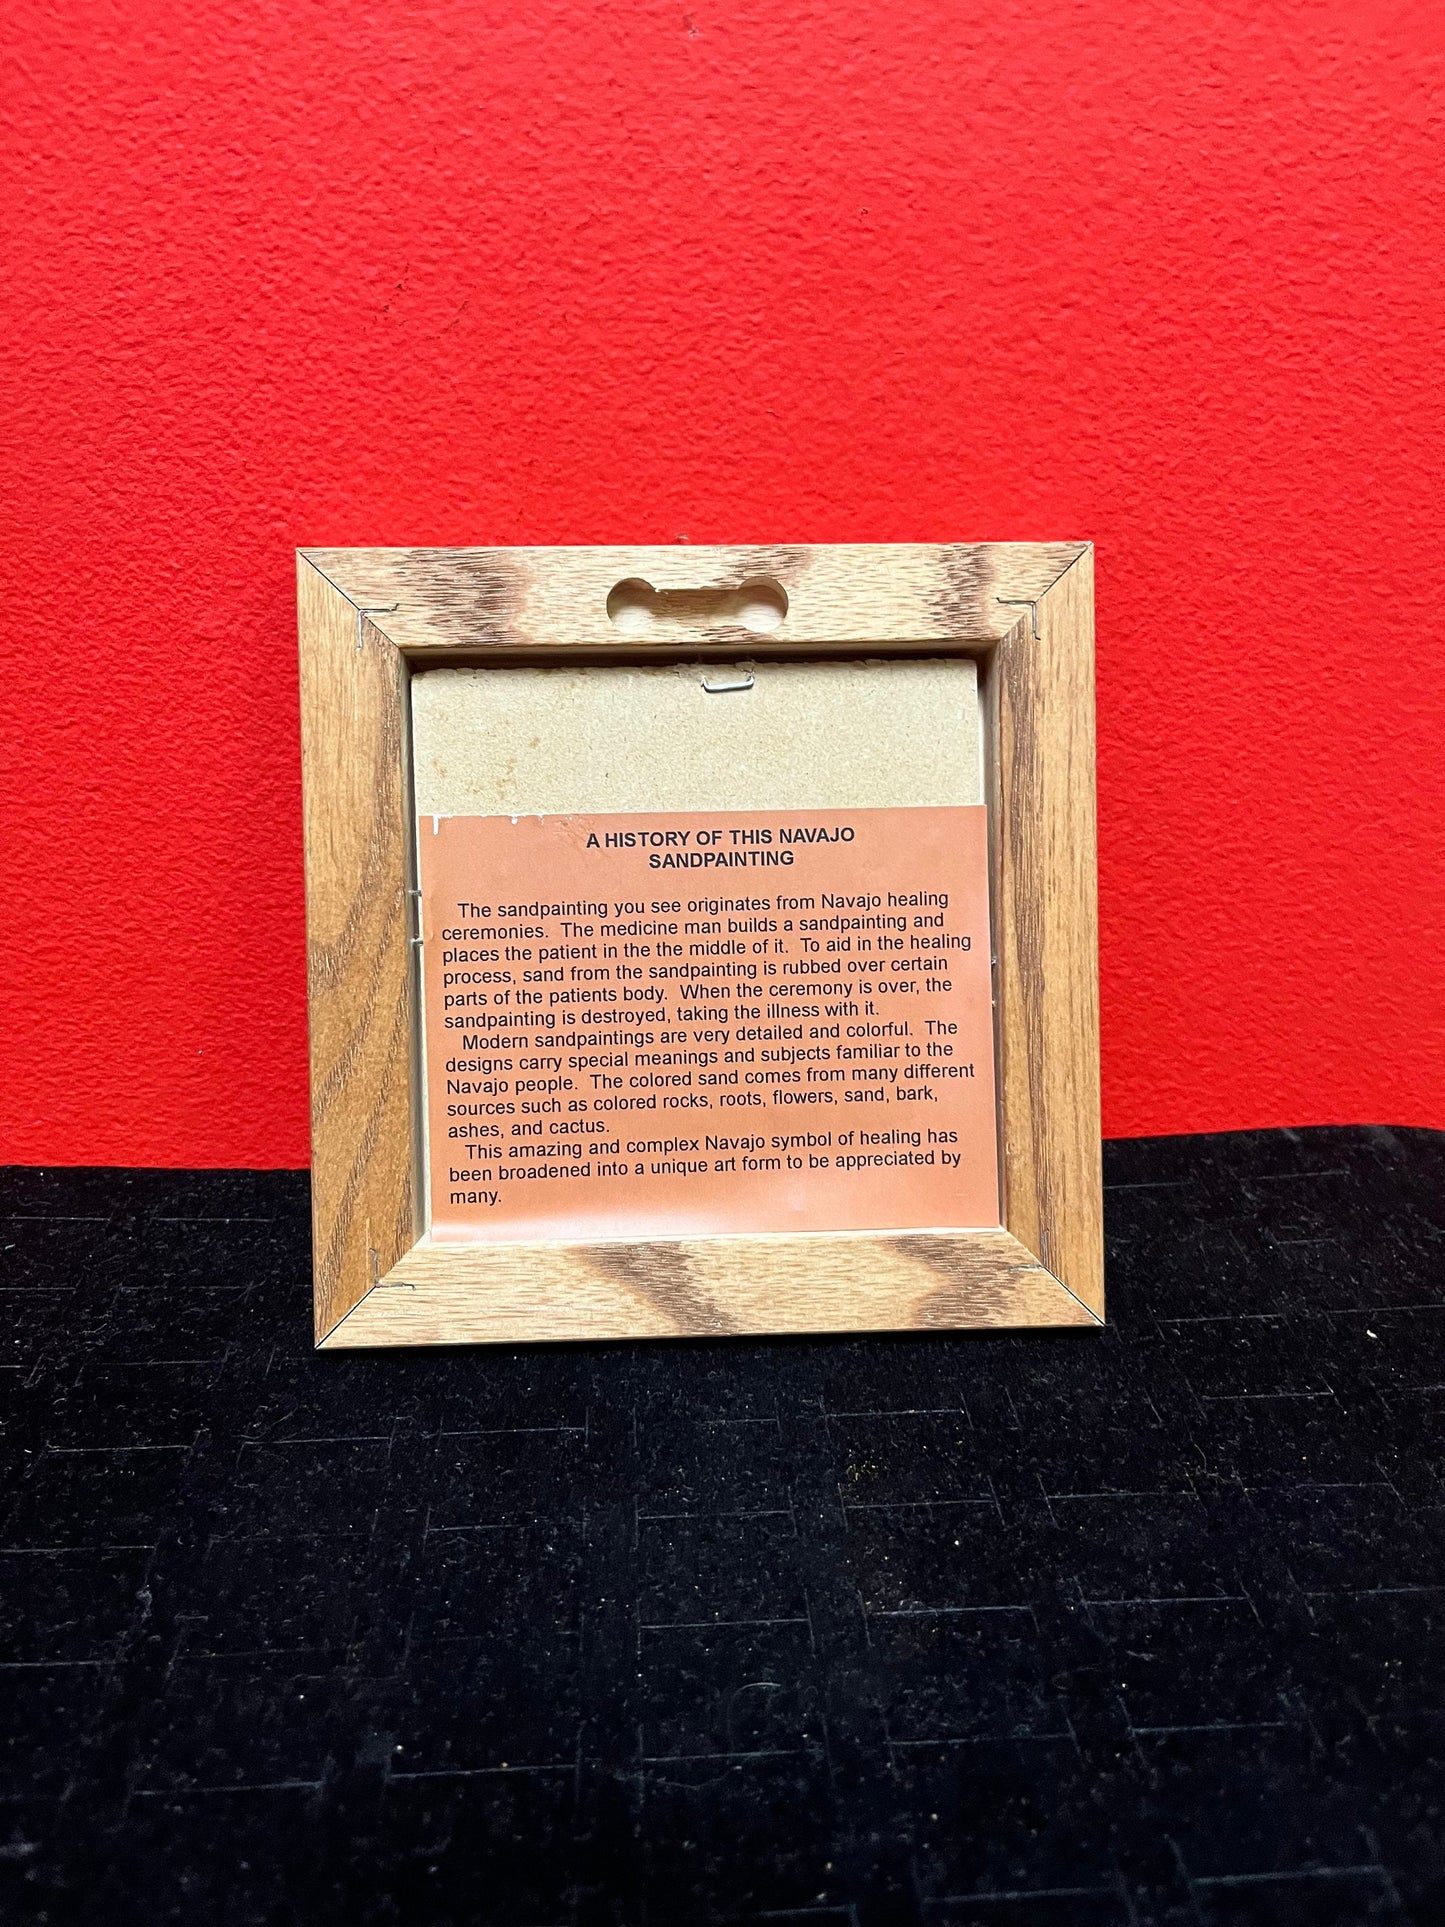 A HISTORY OF THIS NAVAJO
SANDPAINTING
The sandpainting you see originates from Navajo healing
ceremonies. The medicine man builds a sandpainting and
places the patient in the the middle of it. To aid in the healing
process, sand from the sandpainting is rubbed over certain
parts of the patients body. When the ceremony is over, the
sandpainting is destroyed, taking the illness with it.
Modern sandpaintings are very detailed and colorful. The
designs carry special meanings and subjects familiar to the
Navajo people. The colored sand comes from many different
sources such as colored rocks, roots, flowers, sand, bark,
ashes, and cactus.
This amazing and complex Navajo symbol of healing has
been broadened into a unique art form to be appreciated by
many.